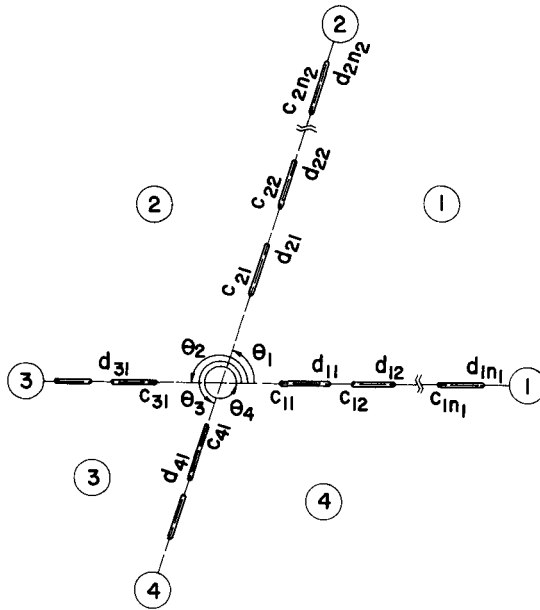 2
c2n2 d2n2
c22 d22
2
1
c21 d21
θ2 θ1
3
d31 d11 d12 d1n1
c31 θ3 θ4 c11 c12 c1n1
1
c41
d41
3
4
4